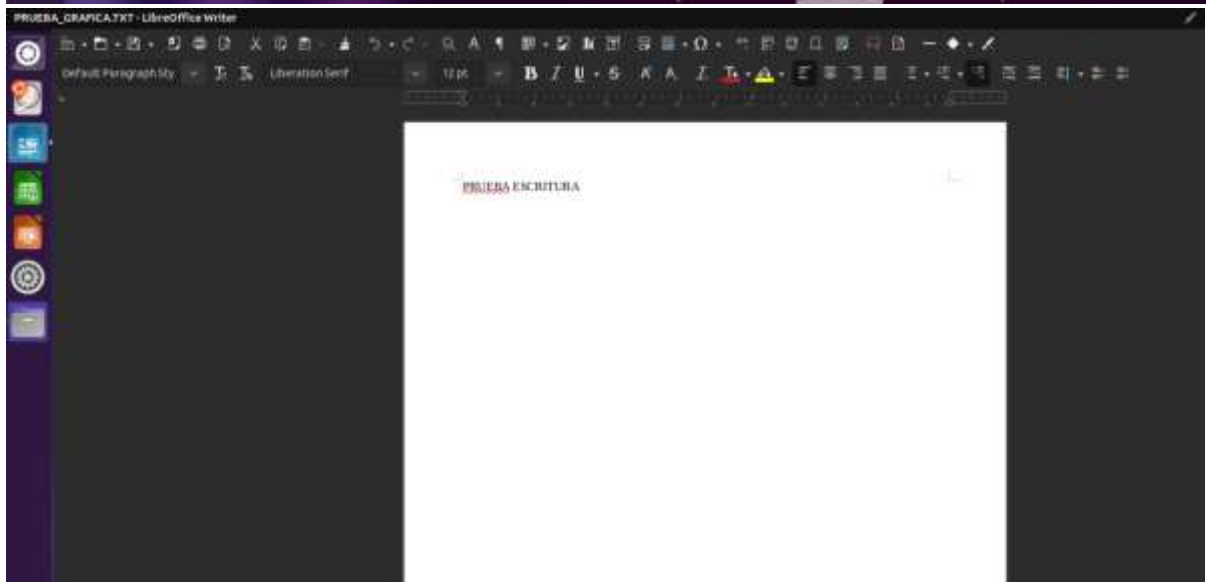 PRUEBA_GRAFICA.TXT - LibreOffice Writer
Default Paragraph Sty
Liberation Serif
12 pt
PRUEBA ESCRITURA